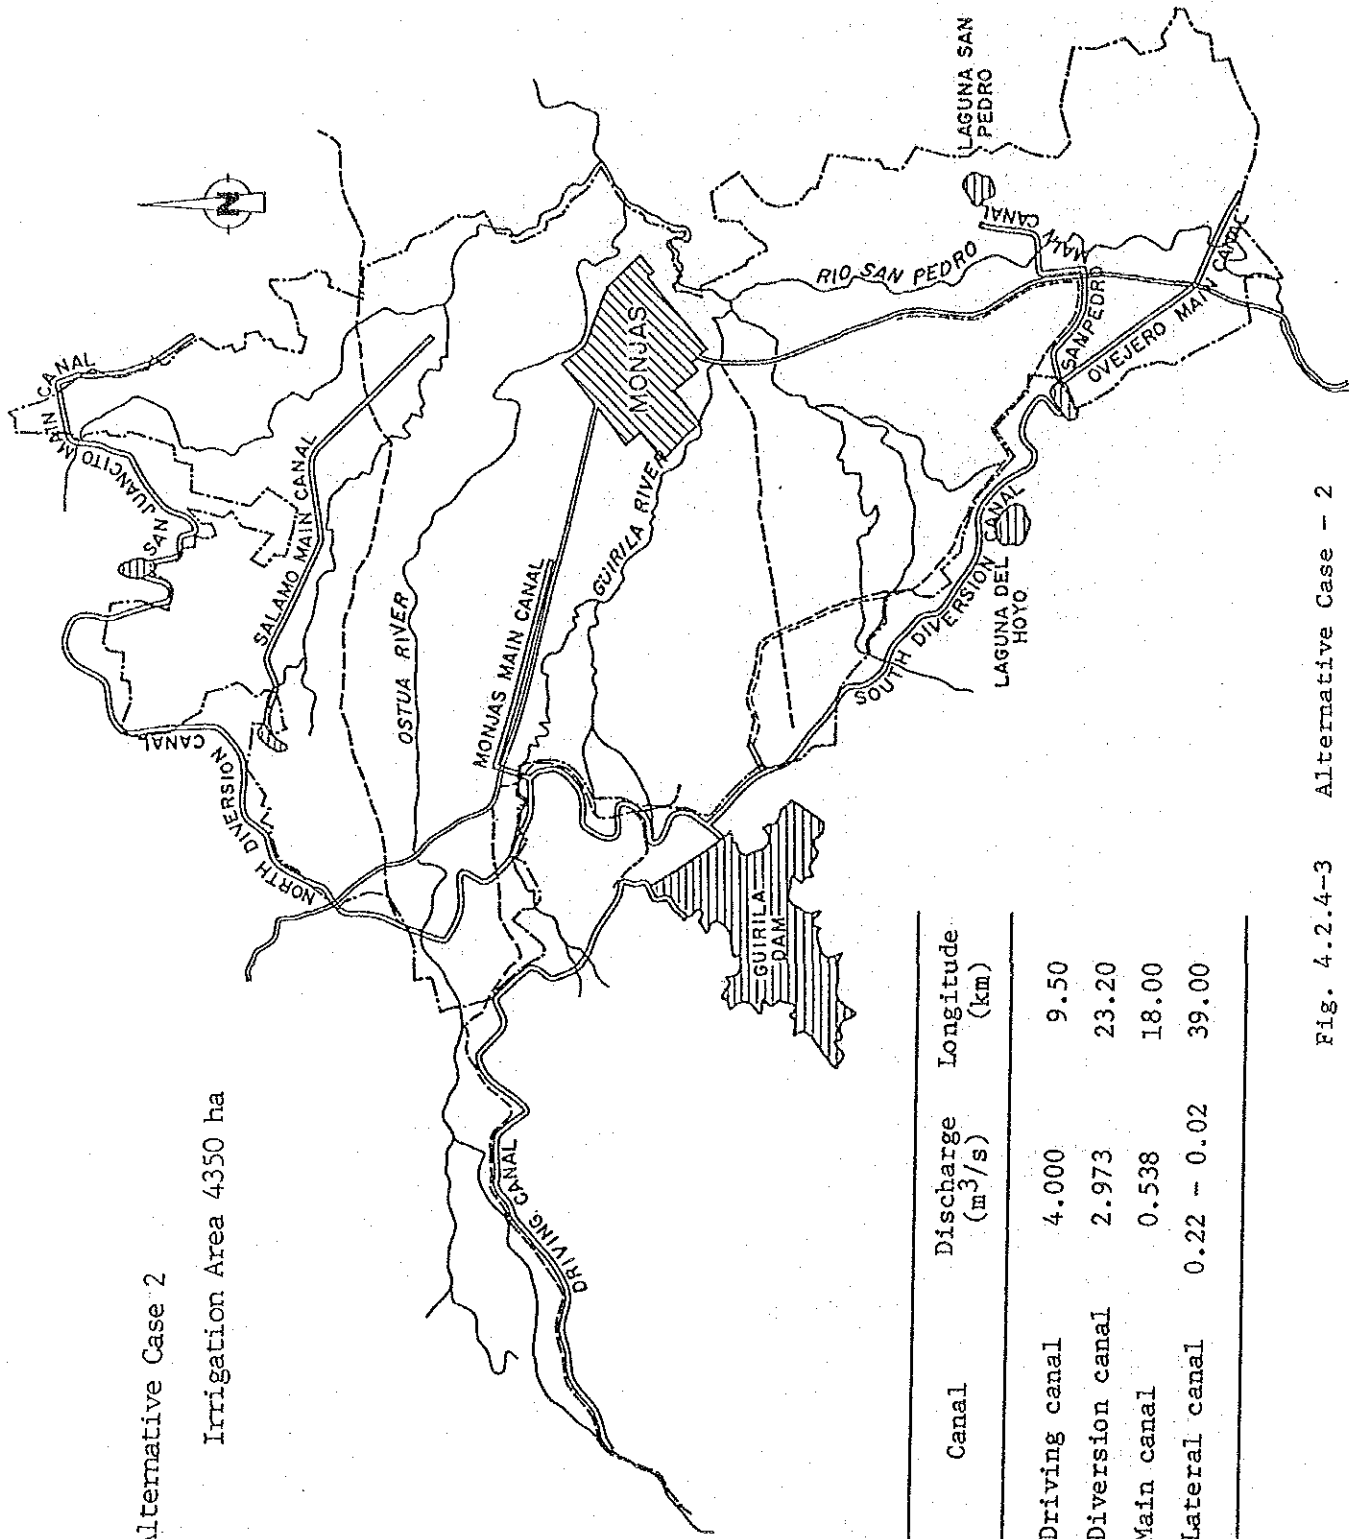 Alternative Case 2
Irrigation Area 4350 ha
N
MAIN CANAL
SAN JUANCITO
SALAMO MAIN CANAL
NORTH DIVERSION CANAL
OSTUA RIVER
MONJAS MAIN CANAL
MONJAS
GUIRILA RIVER
DRIVING CANAL
GUIRILA
DAM
SOUTH DIVERSION CANAL
LAGUNA DEL
HOYO
RIO SAN PEDRO
LAGUNA SAN
PEDRO
SAN PEDRO MAIN CANAL
OVEJERO MAIN CANAL
Canal Discharge Longitude
(m³/s) (km)
Driving canal 4.000 9.50
Diversion canal 2.973 23.20
Main canal 0.538 18.00
Lateral canal 0.22 - 0.02 39.00
Fig. 4.2.4-3 Alternative Case - 2